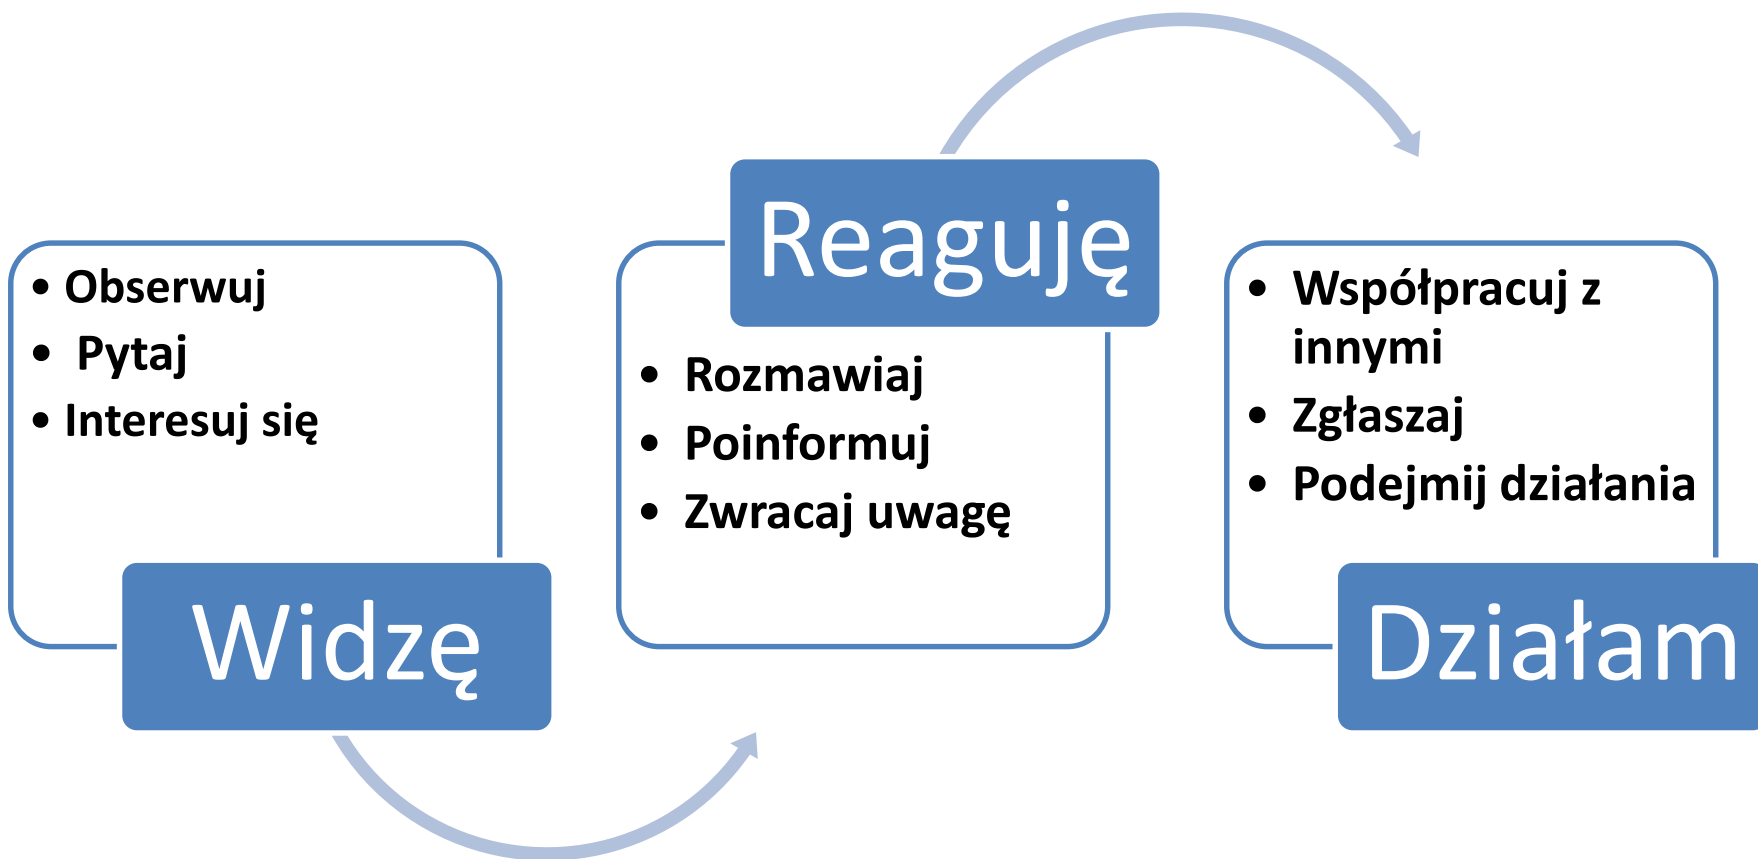 • Obserwuj
• Pytaj
• Interesuj się
Widzę
Reaguję
• Rozmawiaj
• Poinformuj
• Zwracaj uwagę
• Współpracuj z
innymi
• Zgłaszaj
• Podejmij działania
Działam